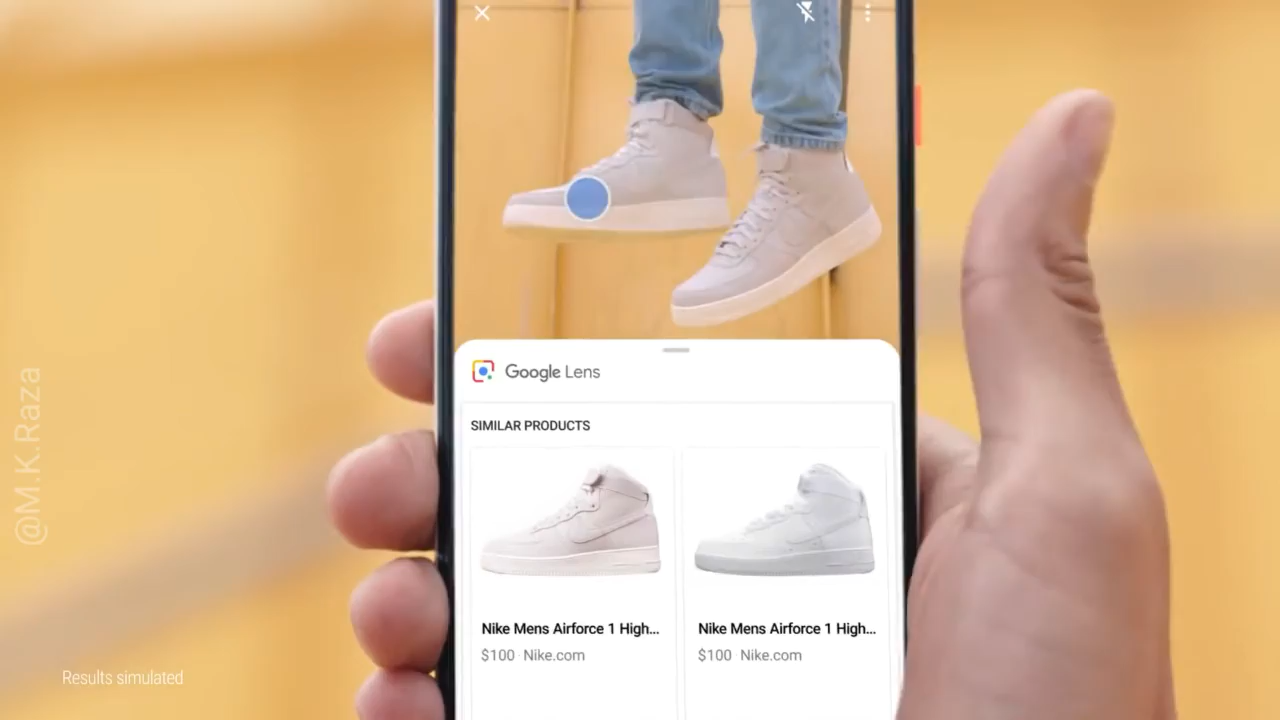 Google Lens
SIMILAR PRODUCTS
Nike Mens Airforce 1 High...
$100 · Nike.com
Nike Mens Airforce 1 High...
$100 · Nike.com
@M.K.Raza
Results simulated